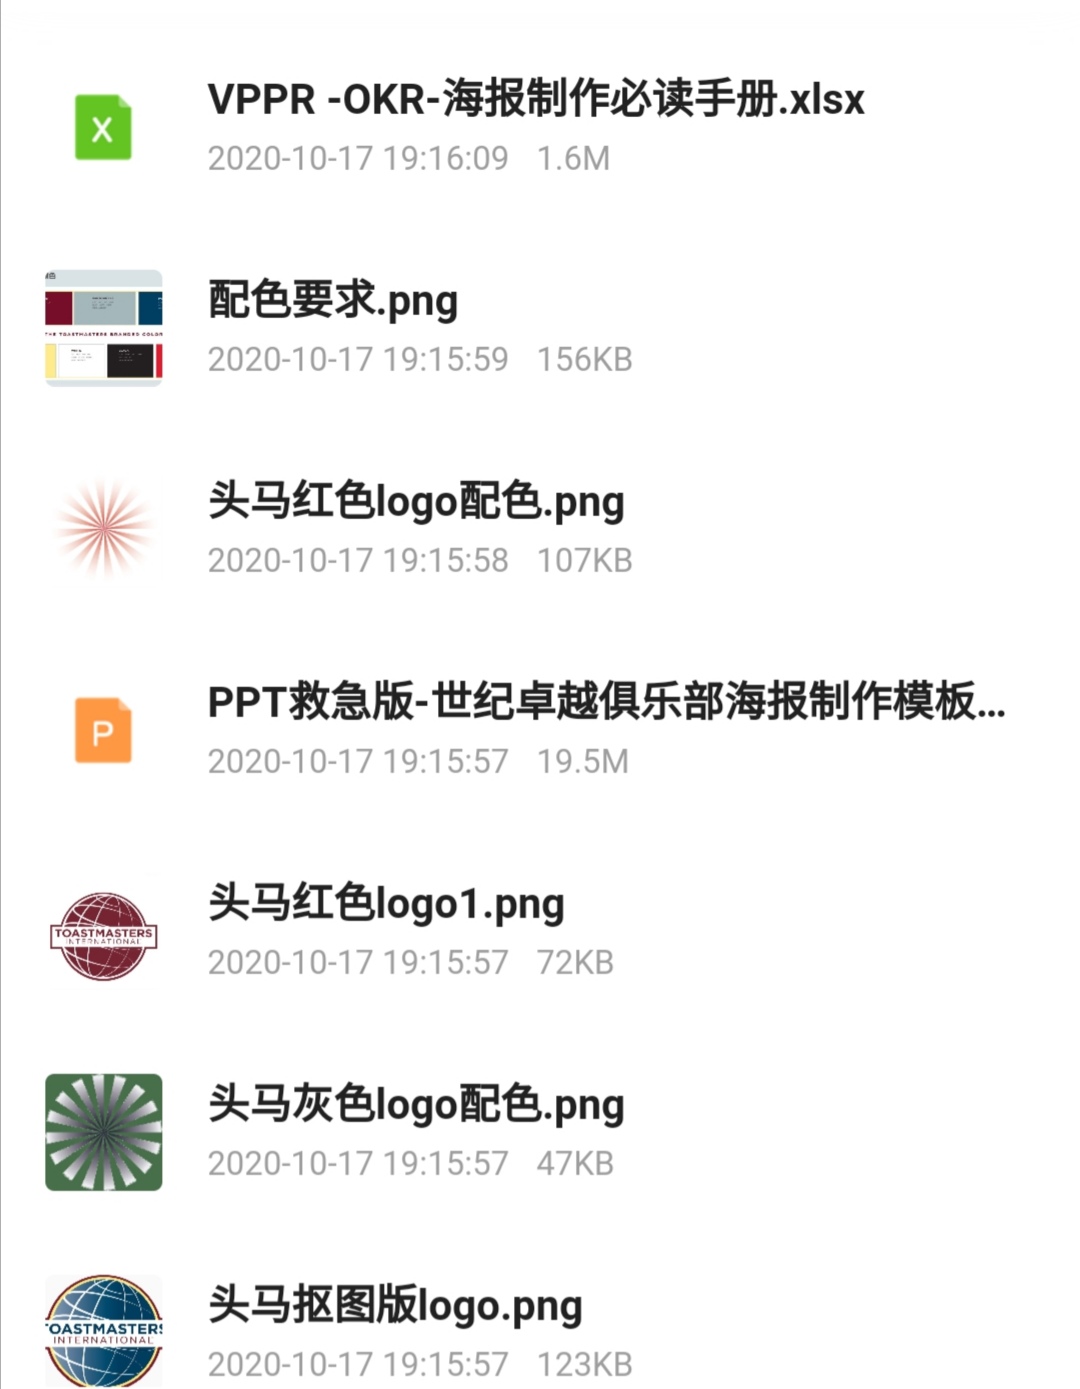 VPPR -OKR-海报制作必读手册.xlsx
2020-10-17 19:16:09 1.6M
配色要求.png
2020-10-17 19:15:59 156KB
THE TOASTMASTERS BRANDED COLOR
头马红色logo配色.png
2020-10-17 19:15:58 107KB
PPT救急版-世纪卓越俱乐部海报制作模板...
2020-10-17 19:15:57 19.5M
头马红色logo1.png
2020-10-17 19:15:57 72KB
TOASTMASTERS
INTERNATIONAL
头马灰色logo配色.png
2020-10-17 19:15:57 47KB
头马抠图版logo.png
2020-10-17 19:15:57 123KB
OASTMASTERS
INTERNATIONAL
X
P